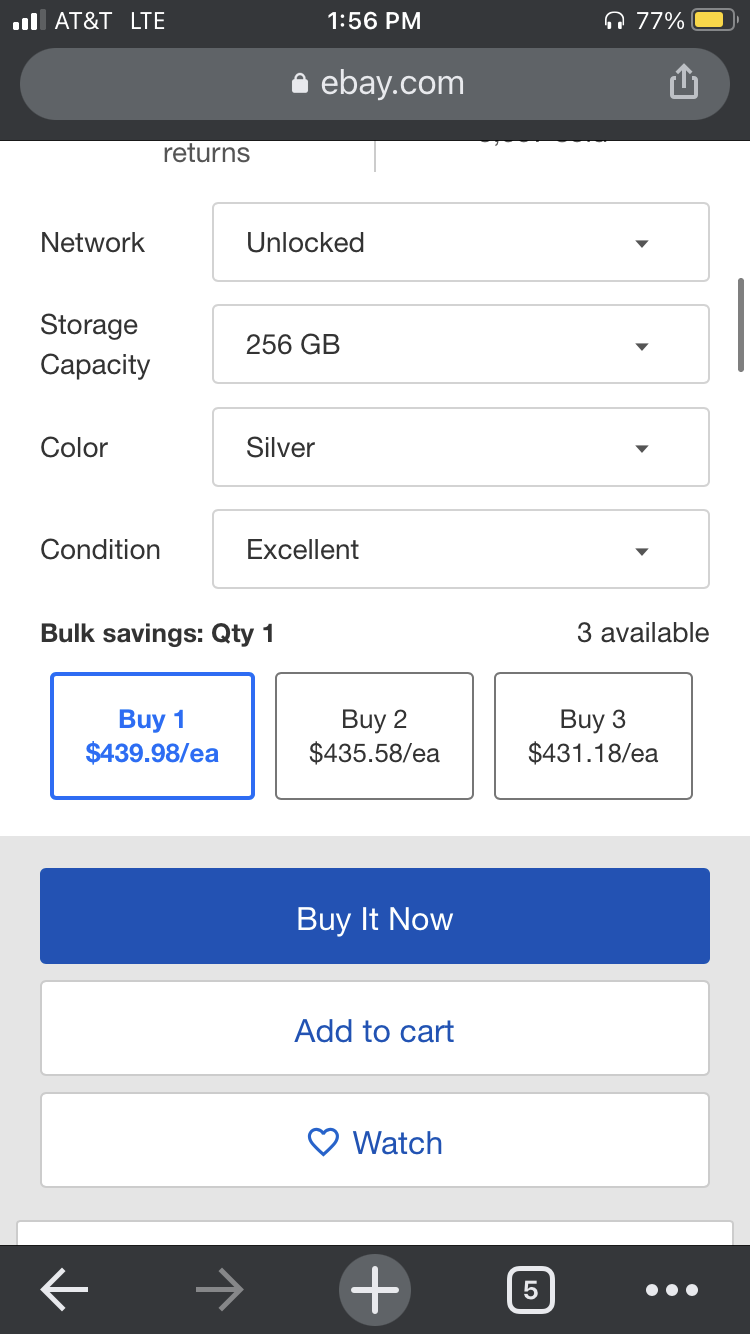 AT&T LTE 1:56 PM 77%
ebay.com
returns
Network Unlocked
Storage
Capacity
256 GB
Color Silver
Condition Excellent
Bulk savings: Qty 1 3 available
Buy 1 Buy 2 Buy 3
$439.98/ea $435.58/ea $431.18/ea
Buy It Now
Add to cart
Watch
5